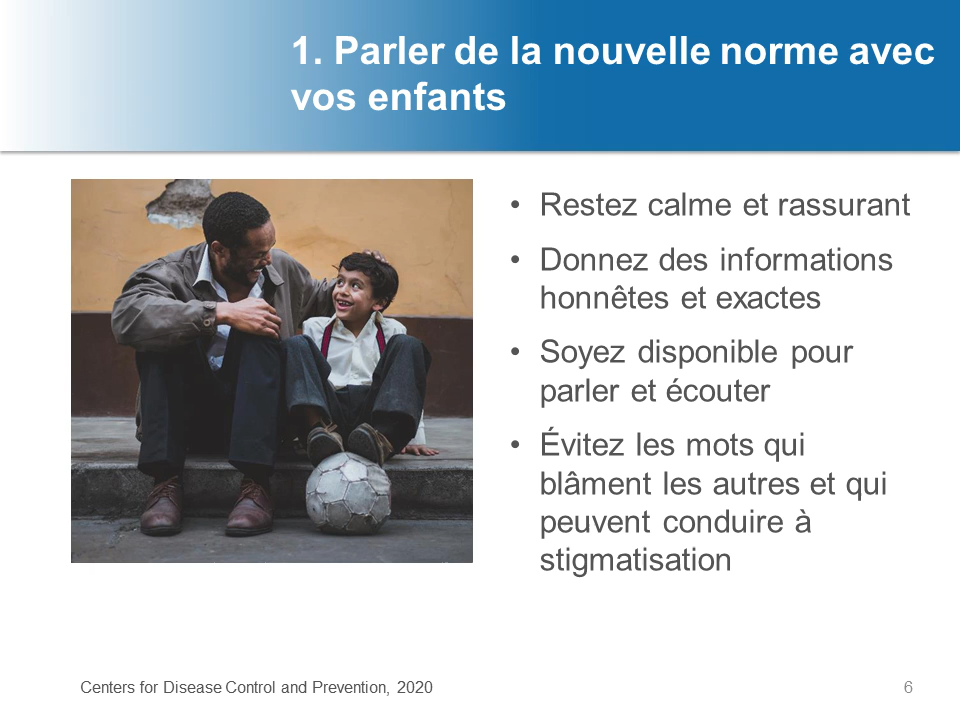 1. Parler de la nouvelle norme avec
vos enfants
• Restez calme et rassurant
• Donnez des informations
honnêtes et exactes
• Soyez disponible pour
parler et écouter
• Évitez les mots qui
blâment les autres et qui
peuvent conduire à
stigmatisation
Centers for Disease Control and Prevention, 2020
6